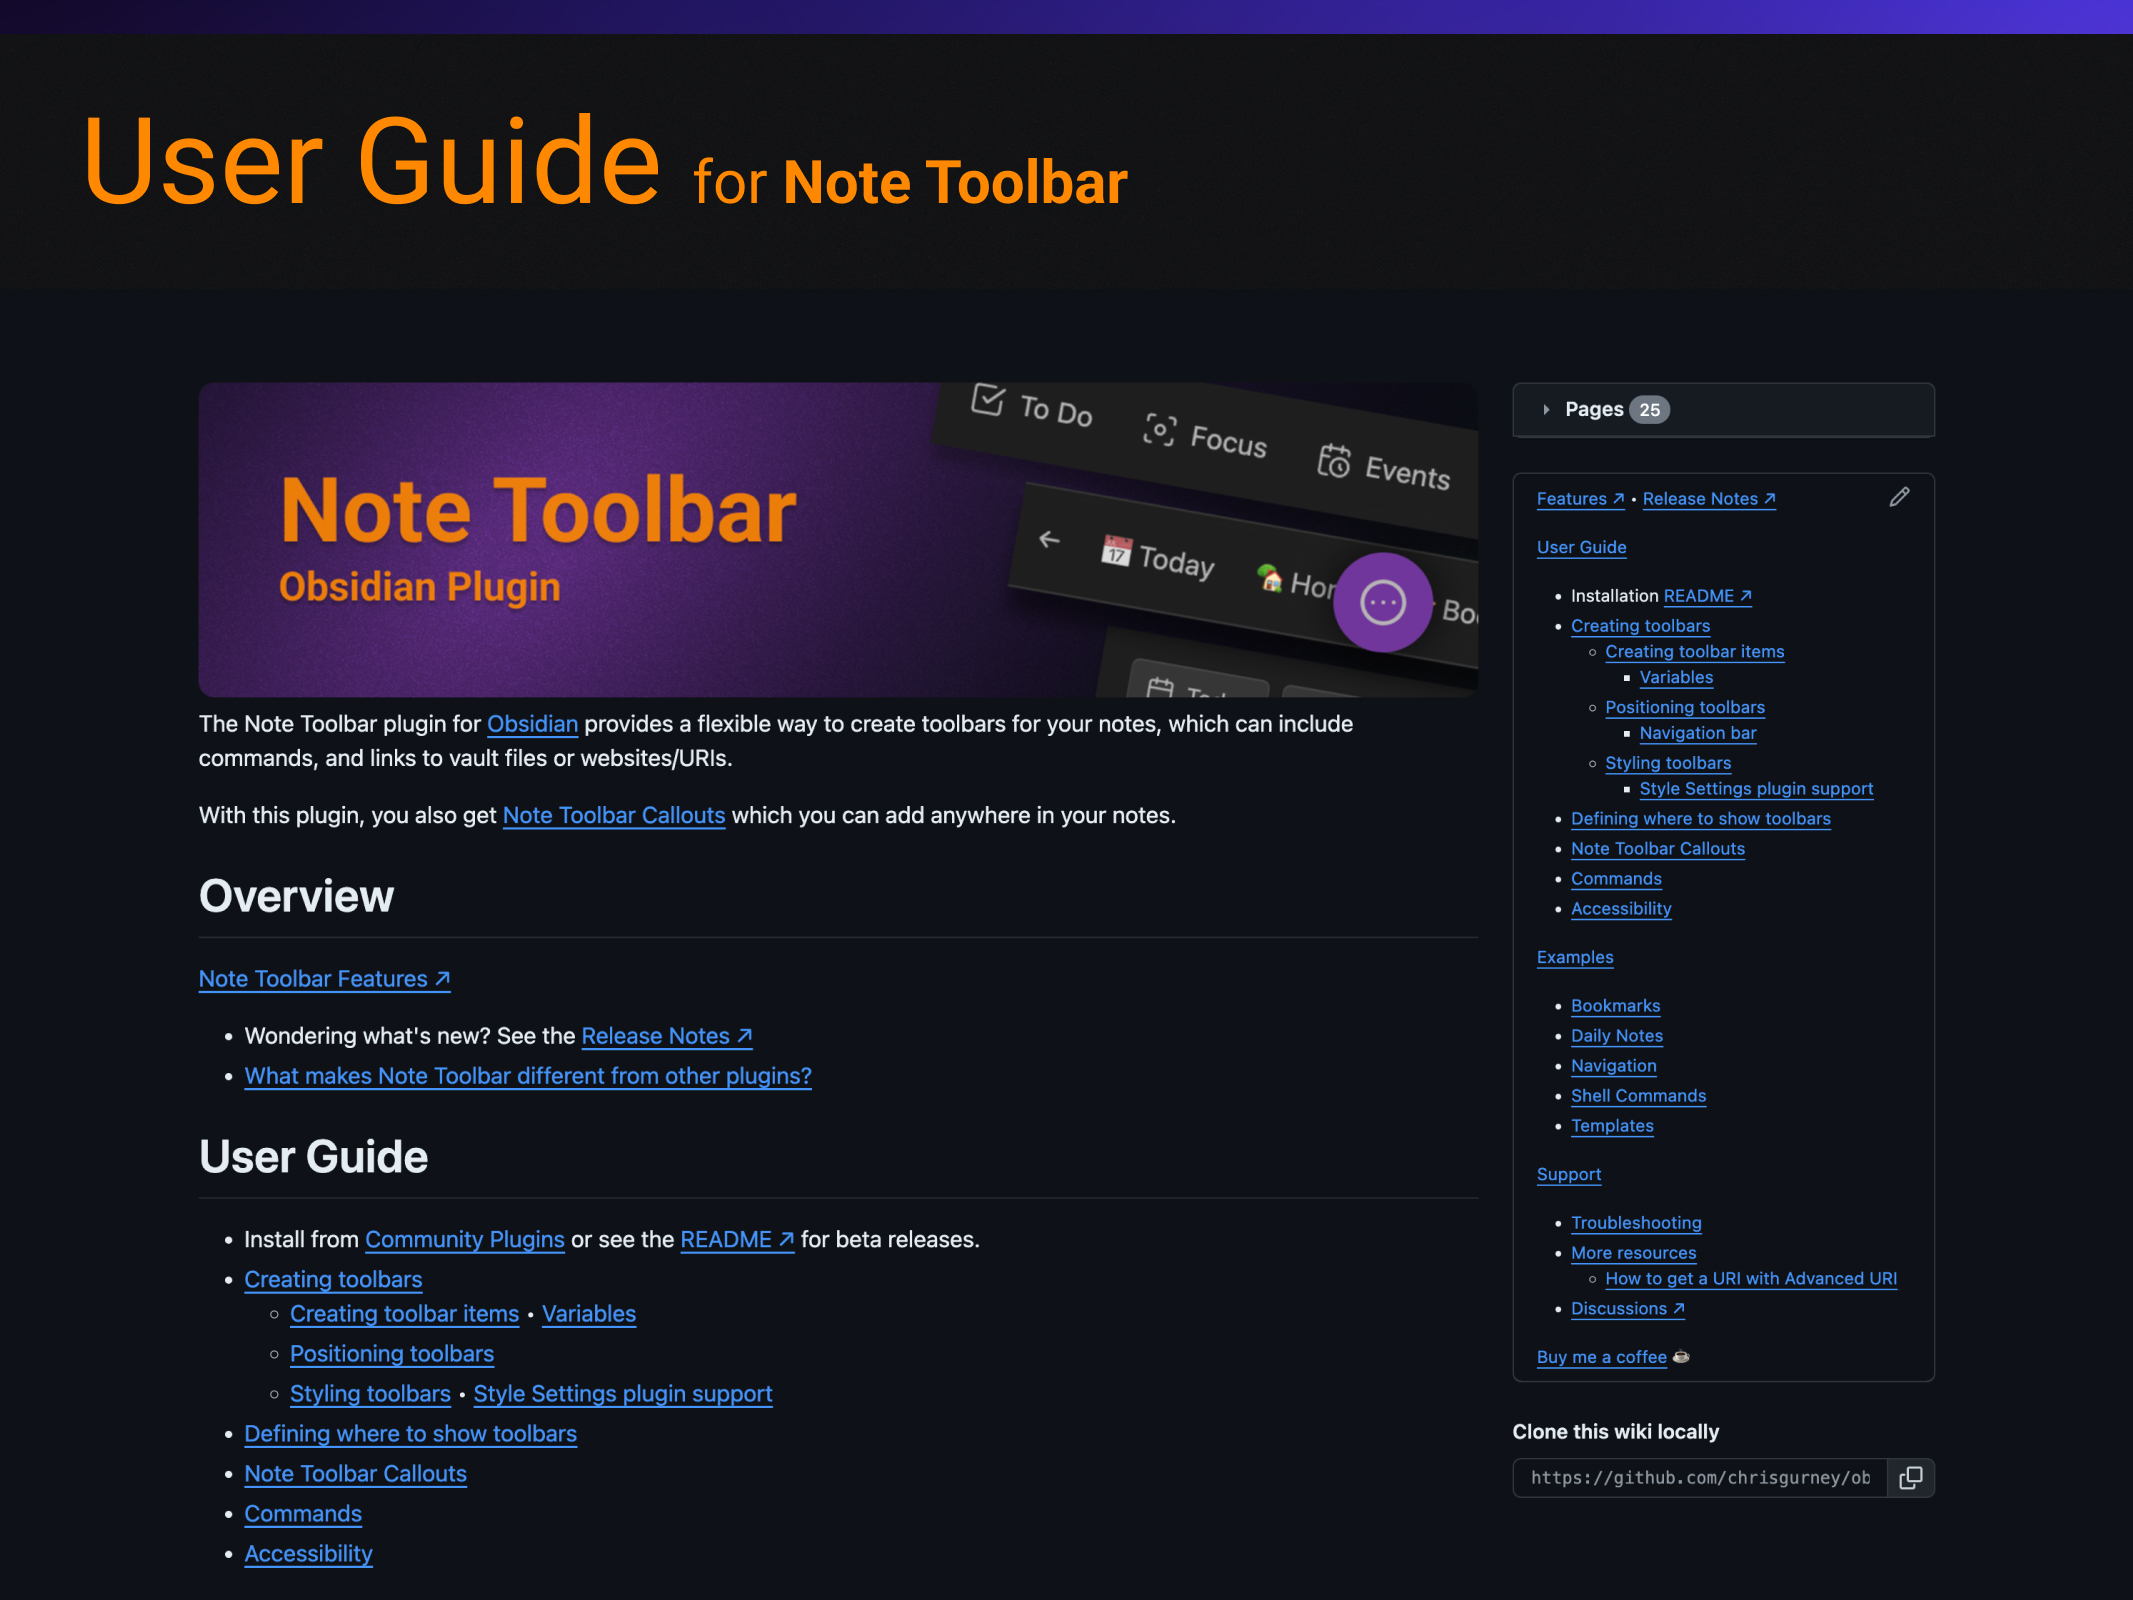 User Guide for Note Toolbar
Note Toolbar
Obsidian Plugin
To Do
Focus
Events
Today
Bo
The Note Toolbar plugin for Obsidian provides a flexible way to create toolbars for your notes, which can include
commands, and links to vault files or websites/URIs.
With this plugin, you also get Note Toolbar Callouts which you can add anywhere in your notes.
Overview
Note Toolbar Features ↗
• Wondering what's new? See the Release Notes ↗
• What makes Note Toolbar different from other plugins?
User Guide
• Install from Community Plugins or see the README ↗ for beta releases.
• Creating toolbars
◦ Creating toolbar items • Variables
◦ Positioning toolbars
◦ Styling toolbars • Style Settings plugin support
• Defining where to show toolbars
• Note Toolbar Callouts
• Commands
• Accessibility
Pages 25
Features ↗ • Release Notes ↗
User Guide
• Installation README ↗
• Creating toolbars
◦ Creating toolbar items
▪ Variables
◦ Positioning toolbars
▪ Navigation bar
◦ Styling toolbars
▪ Style Settings plugin support
• Defining where to show toolbars
• Note Toolbar Callouts
• Commands
• Accessibility
Examples
• Bookmarks
• Daily Notes
• Navigation
• Shell Commands
• Templates
Support
• Troubleshooting
• More resources
◦ How to get a URI with Advanced URI
• Discussions ↗
Buy me a coffee ☕
Clone this wiki locally
https://github.com/chrisgurney/ob